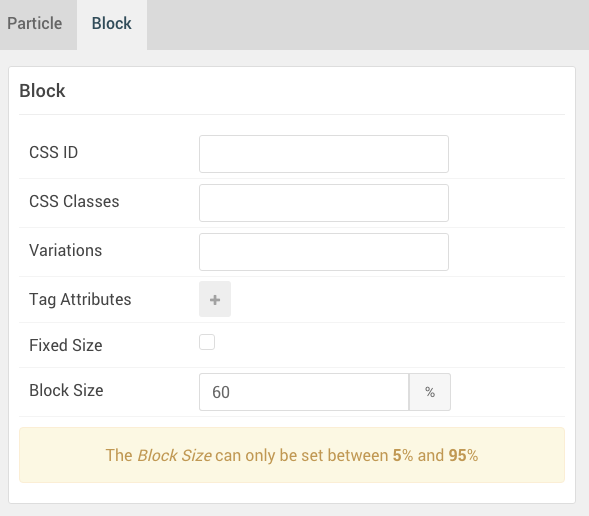 Particle
Block
Block
CSS ID
CSS Classes
Variations
Tag Attributes
+
Fixed Size
Block Size
60
%
The Block Size can only be set between 5% and 95%